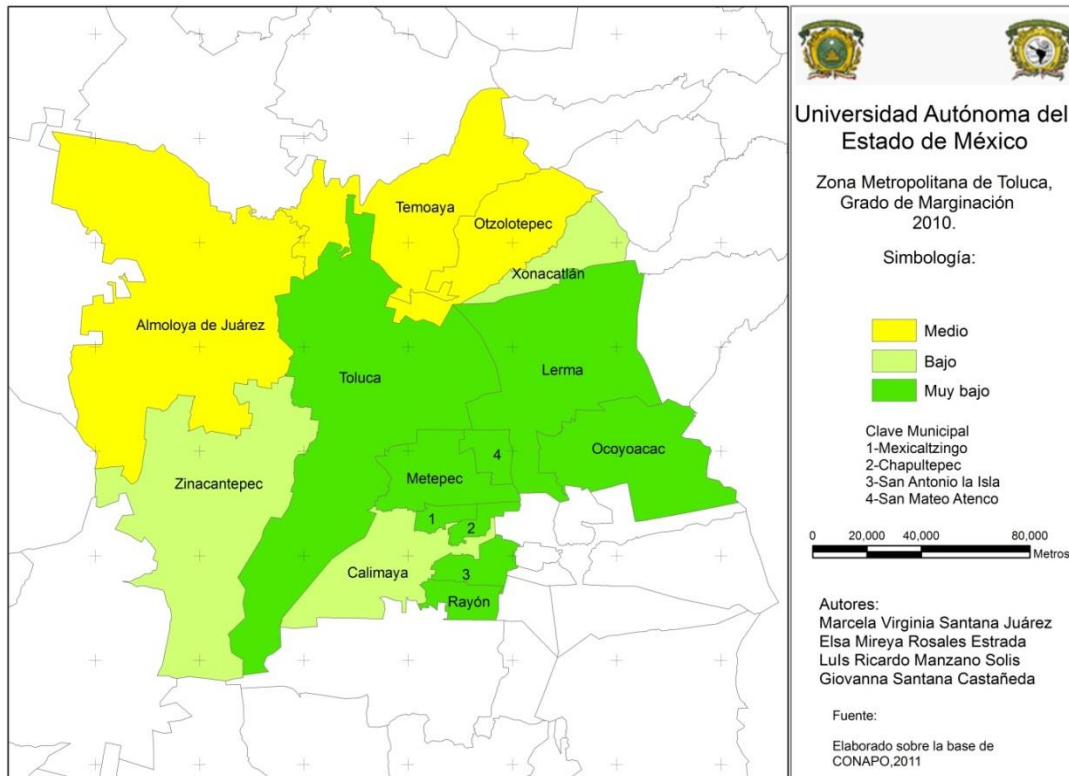 Temoaya
Otzolotepec
Xonacatlán
Almoloya de Juárez
Toluca
Lerma
Ocoyoacac
4
Metepec
Zinacantepec
1
2
Calimaya
3
Rayón
Universidad Autónoma del
Estado de México
Zona Metropolitana de Toluca,
Grado de Marginación
2010.
Simbología:
Medio
Bajo
Muy bajo
Clave Municipal
1-Mexicaltzingo
2-Chapultepec
3-San Antonio la Isla
4-San Mateo Atenco
0 20,000 40,000 80,000
Metros
Autores:
Marcela Virginia Santana Juárez
Elsa Mireya Rosales Estrada
LuIs Ricardo Manzano Solis
Giovanna Santana Castañeda
Fuente:
Elaborado sobre la base de
CONAPO,2011